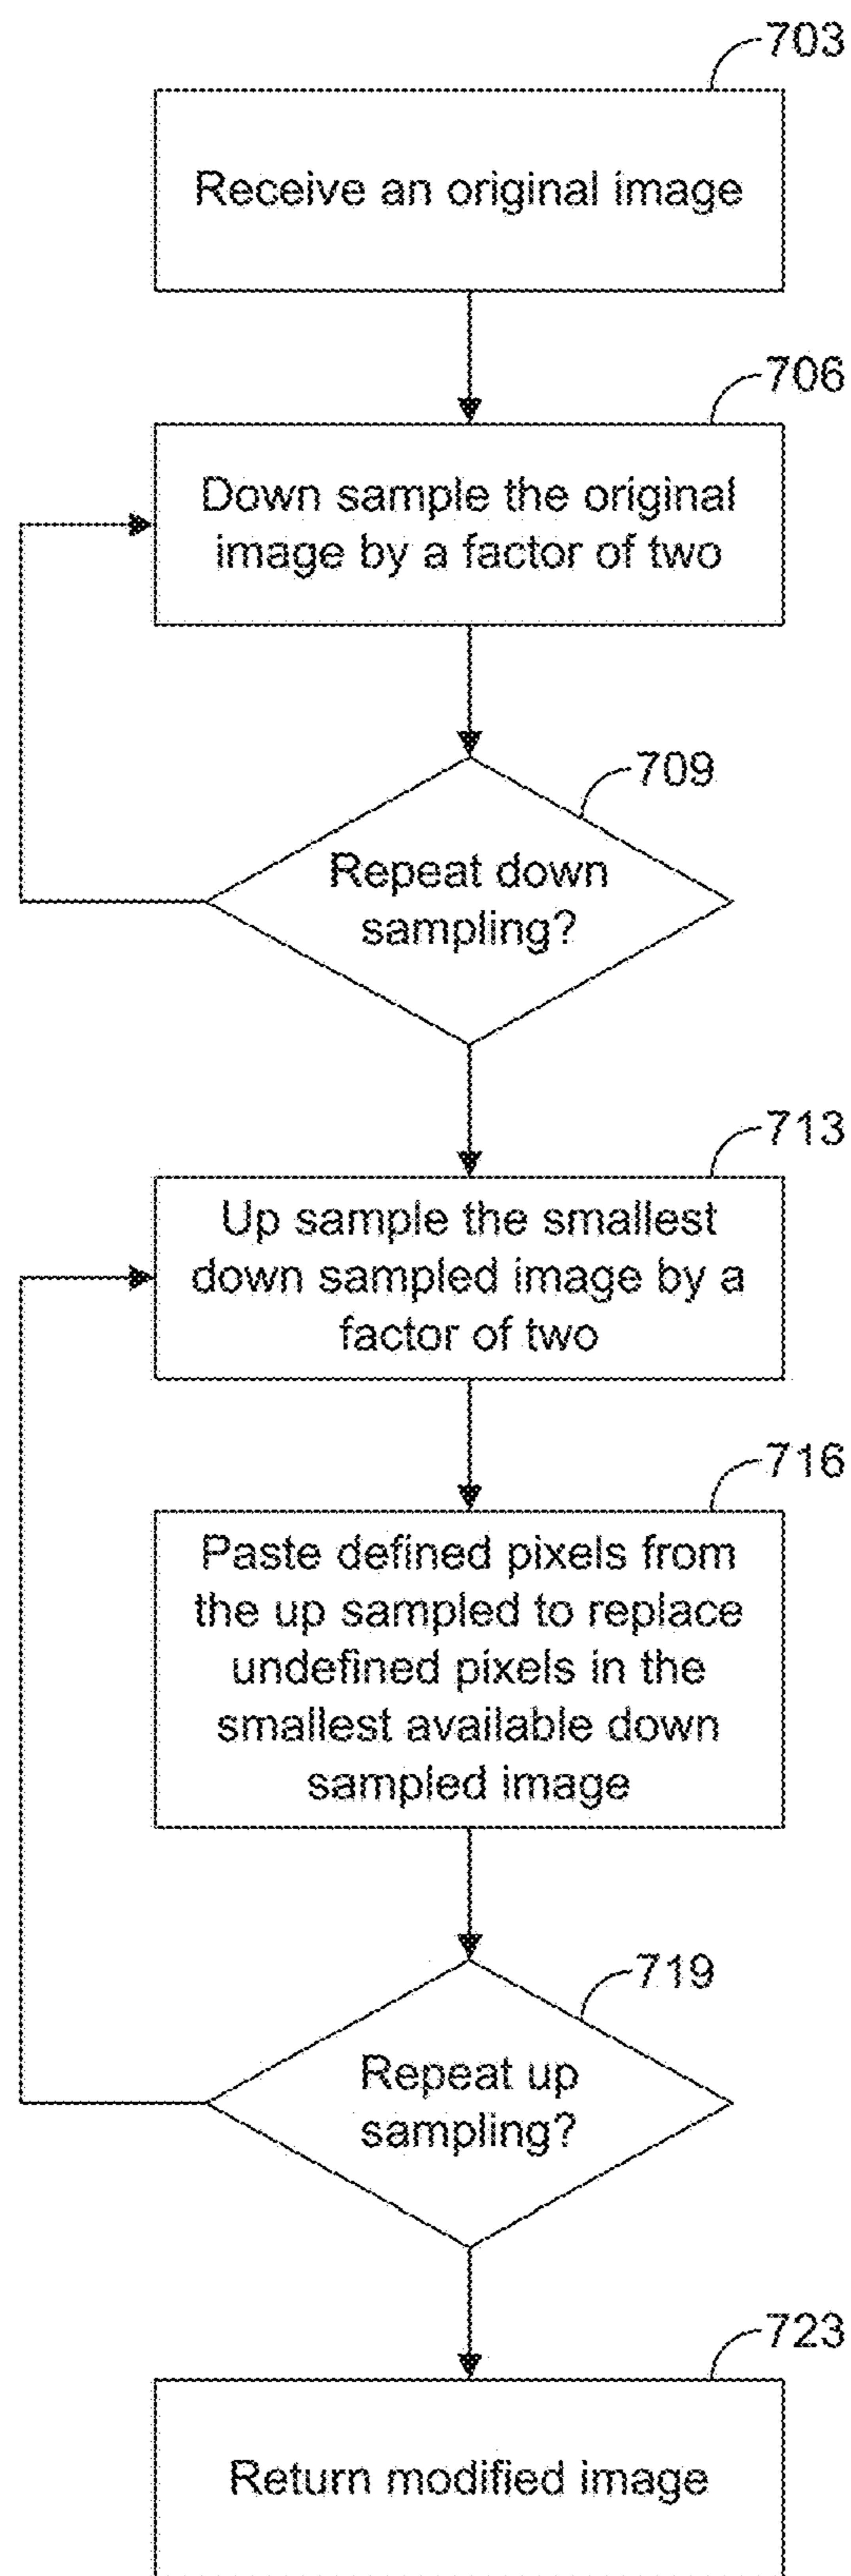 703
Receive an original image
706
Down sample the original
image by a factor of two
709
Repeat down
sampling?
713
Up sample the smallest
down sampled image by a
factor of two
716
Paste defined pixels from
the up sampled to replace
undefined pixels in the
smallest available down
sampled image
719
Repeat up
sampling?
723
Return modified image